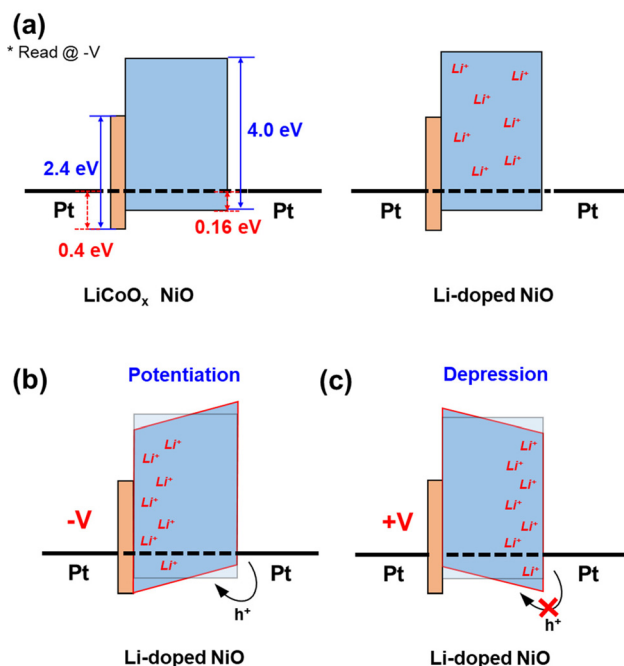 (a)
* Read @ -V
2.4 eV
4.0 eV
Pt
0.4 eV
0.16 eV
Pt
LiCoOₓ NiO
Li⁺
Li⁺
Li⁺
Li⁺
Li⁺
Li⁺
Li⁺
Pt
Pt
Li-doped NiO
(b)
Potentiation
Li⁺
Li⁺
Li⁺
Li⁺
Li⁺
Li⁺
Li⁺
-V
Pt
Pt
h⁺
Li-doped NiO
(c)
Depression
Li⁺
Li⁺
Li⁺
Li⁺
Li⁺
Li⁺
Li⁺
+V
Pt
Pt
h⁺
Li-doped NiO